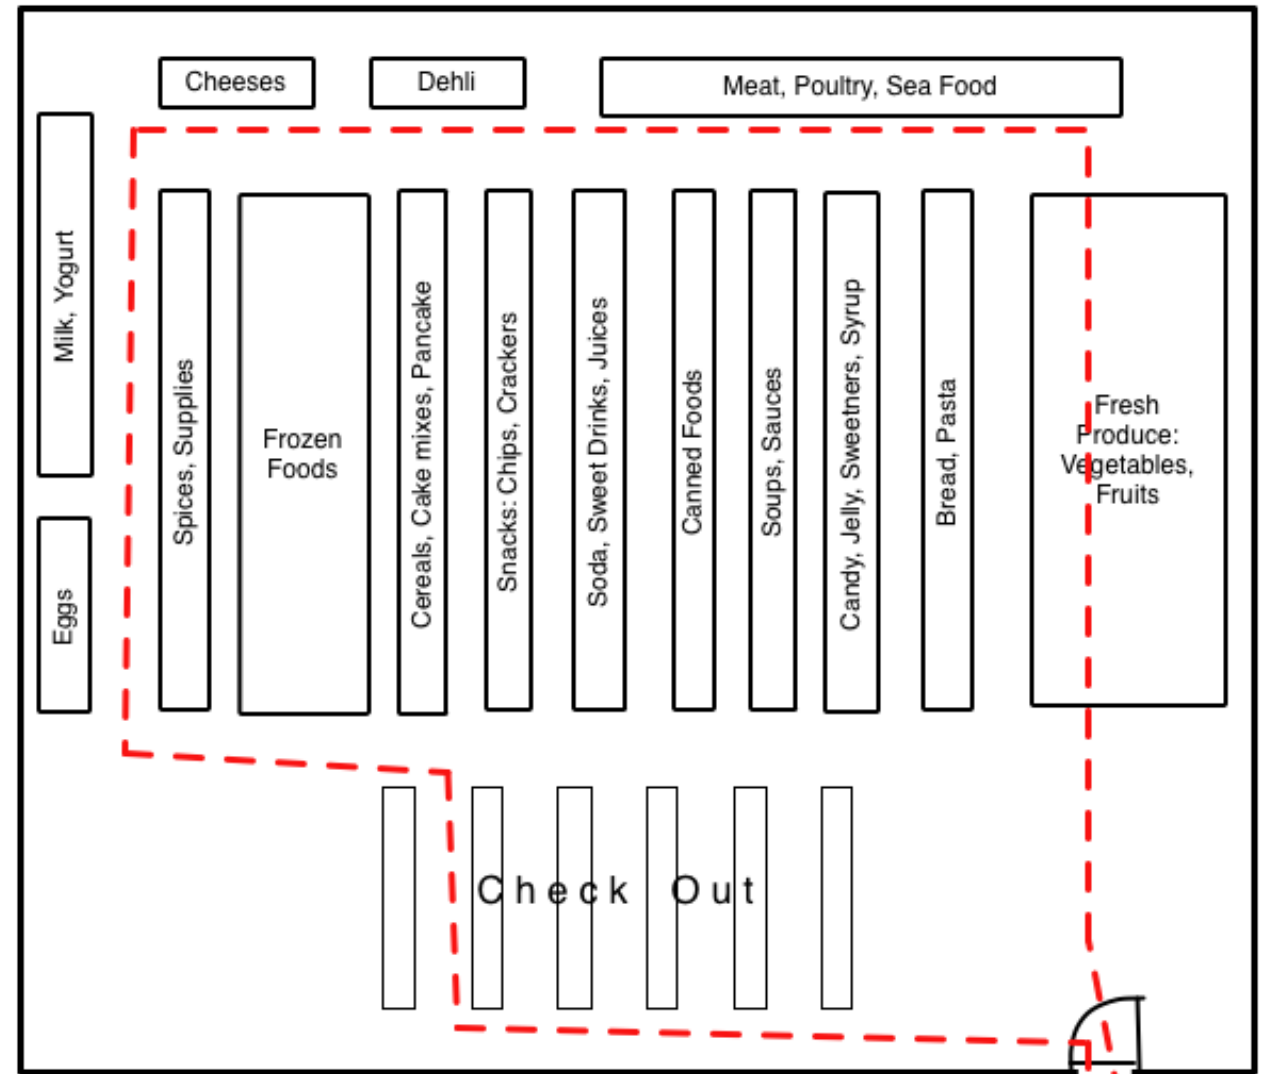 Cheeses
Dehli
Meat, Poultry, Sea Food
Milk, Yogurt
Eggs
Spices, Supplies
Frozen
Foods
Cereals, Cake mixes, Pancake
Snacks: Chips, Crackers
Soda, Sweet Drinks, Juices
Canned Foods
Soups, Sauces
Candy, Jelly, Sweetners, Syrup
Bread, Pasta
Fresh
Produce:
Vegetables,
Fruits
Check Out